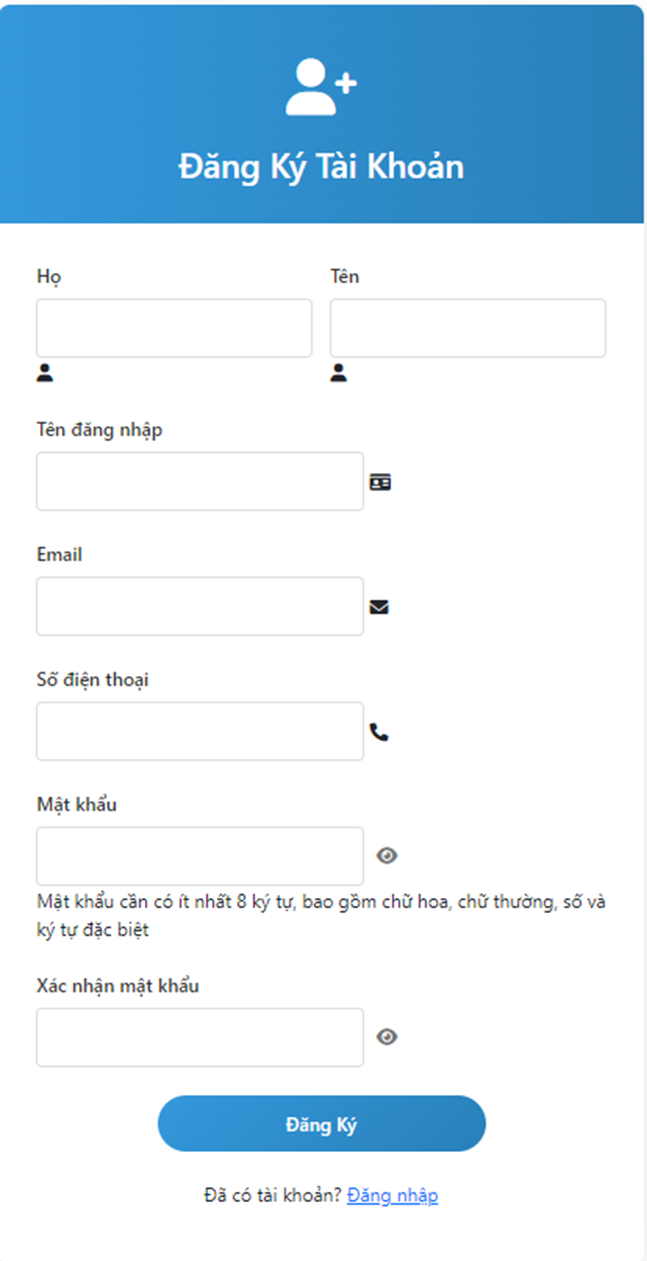 Đăng Ký Tài Khoản
Họ Tên
Tên đăng nhập
Email
Số điện thoại
Mật khẩu
Mật khẩu cần có ít nhất 8 ký tự, bao gồm chữ hoa, chữ thường, số và
ký tự đặc biệt
Xác nhận mật khẩu
Đăng Ký
Đã có tài khoản? Đăng nhập